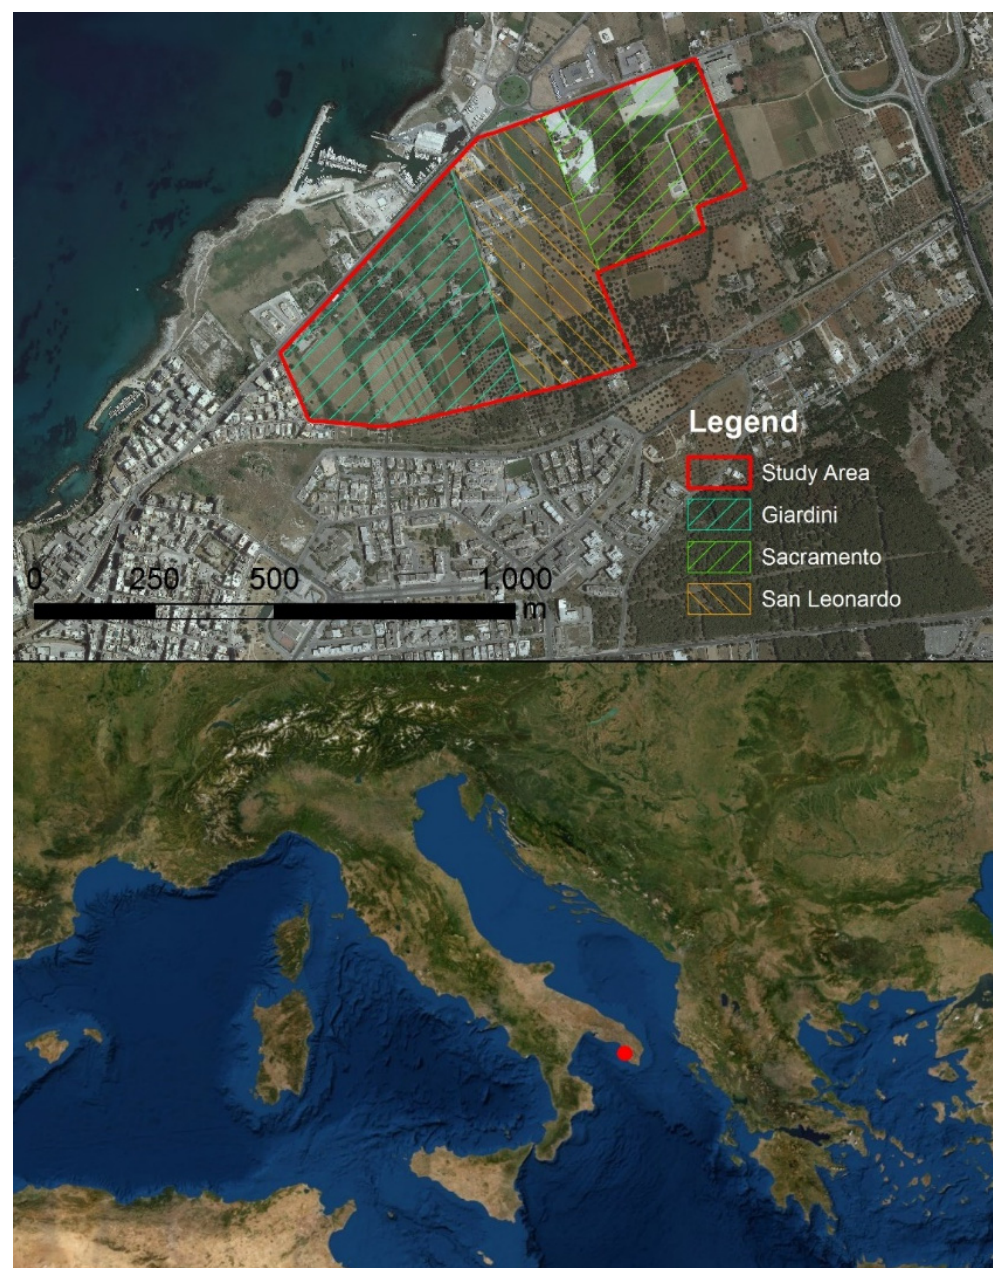 Legend
Study Area
Giardini
Sacramento
San Leonardo
0 250 500 1.000
m